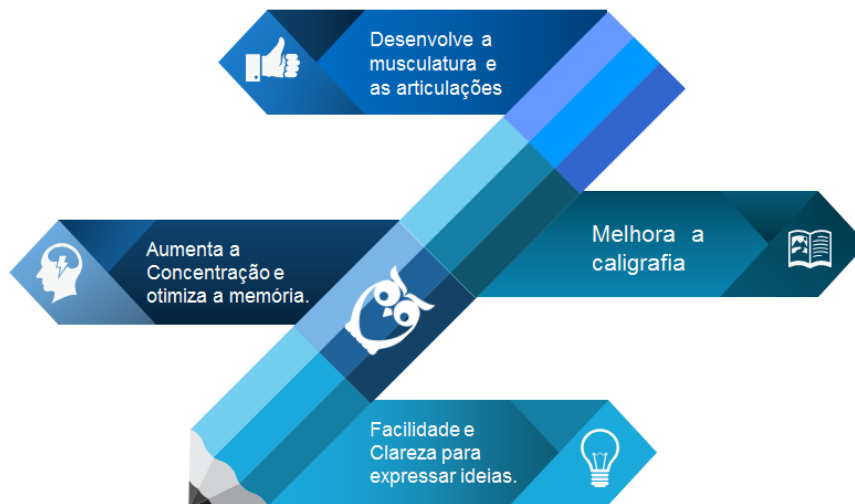 Desenvolve a
musculatura e
as articulações
Aumenta a
Concentração e
otimiza a memória.
Melhora a
caligrafia
Facilidade e
Clareza para
expressar ideias.